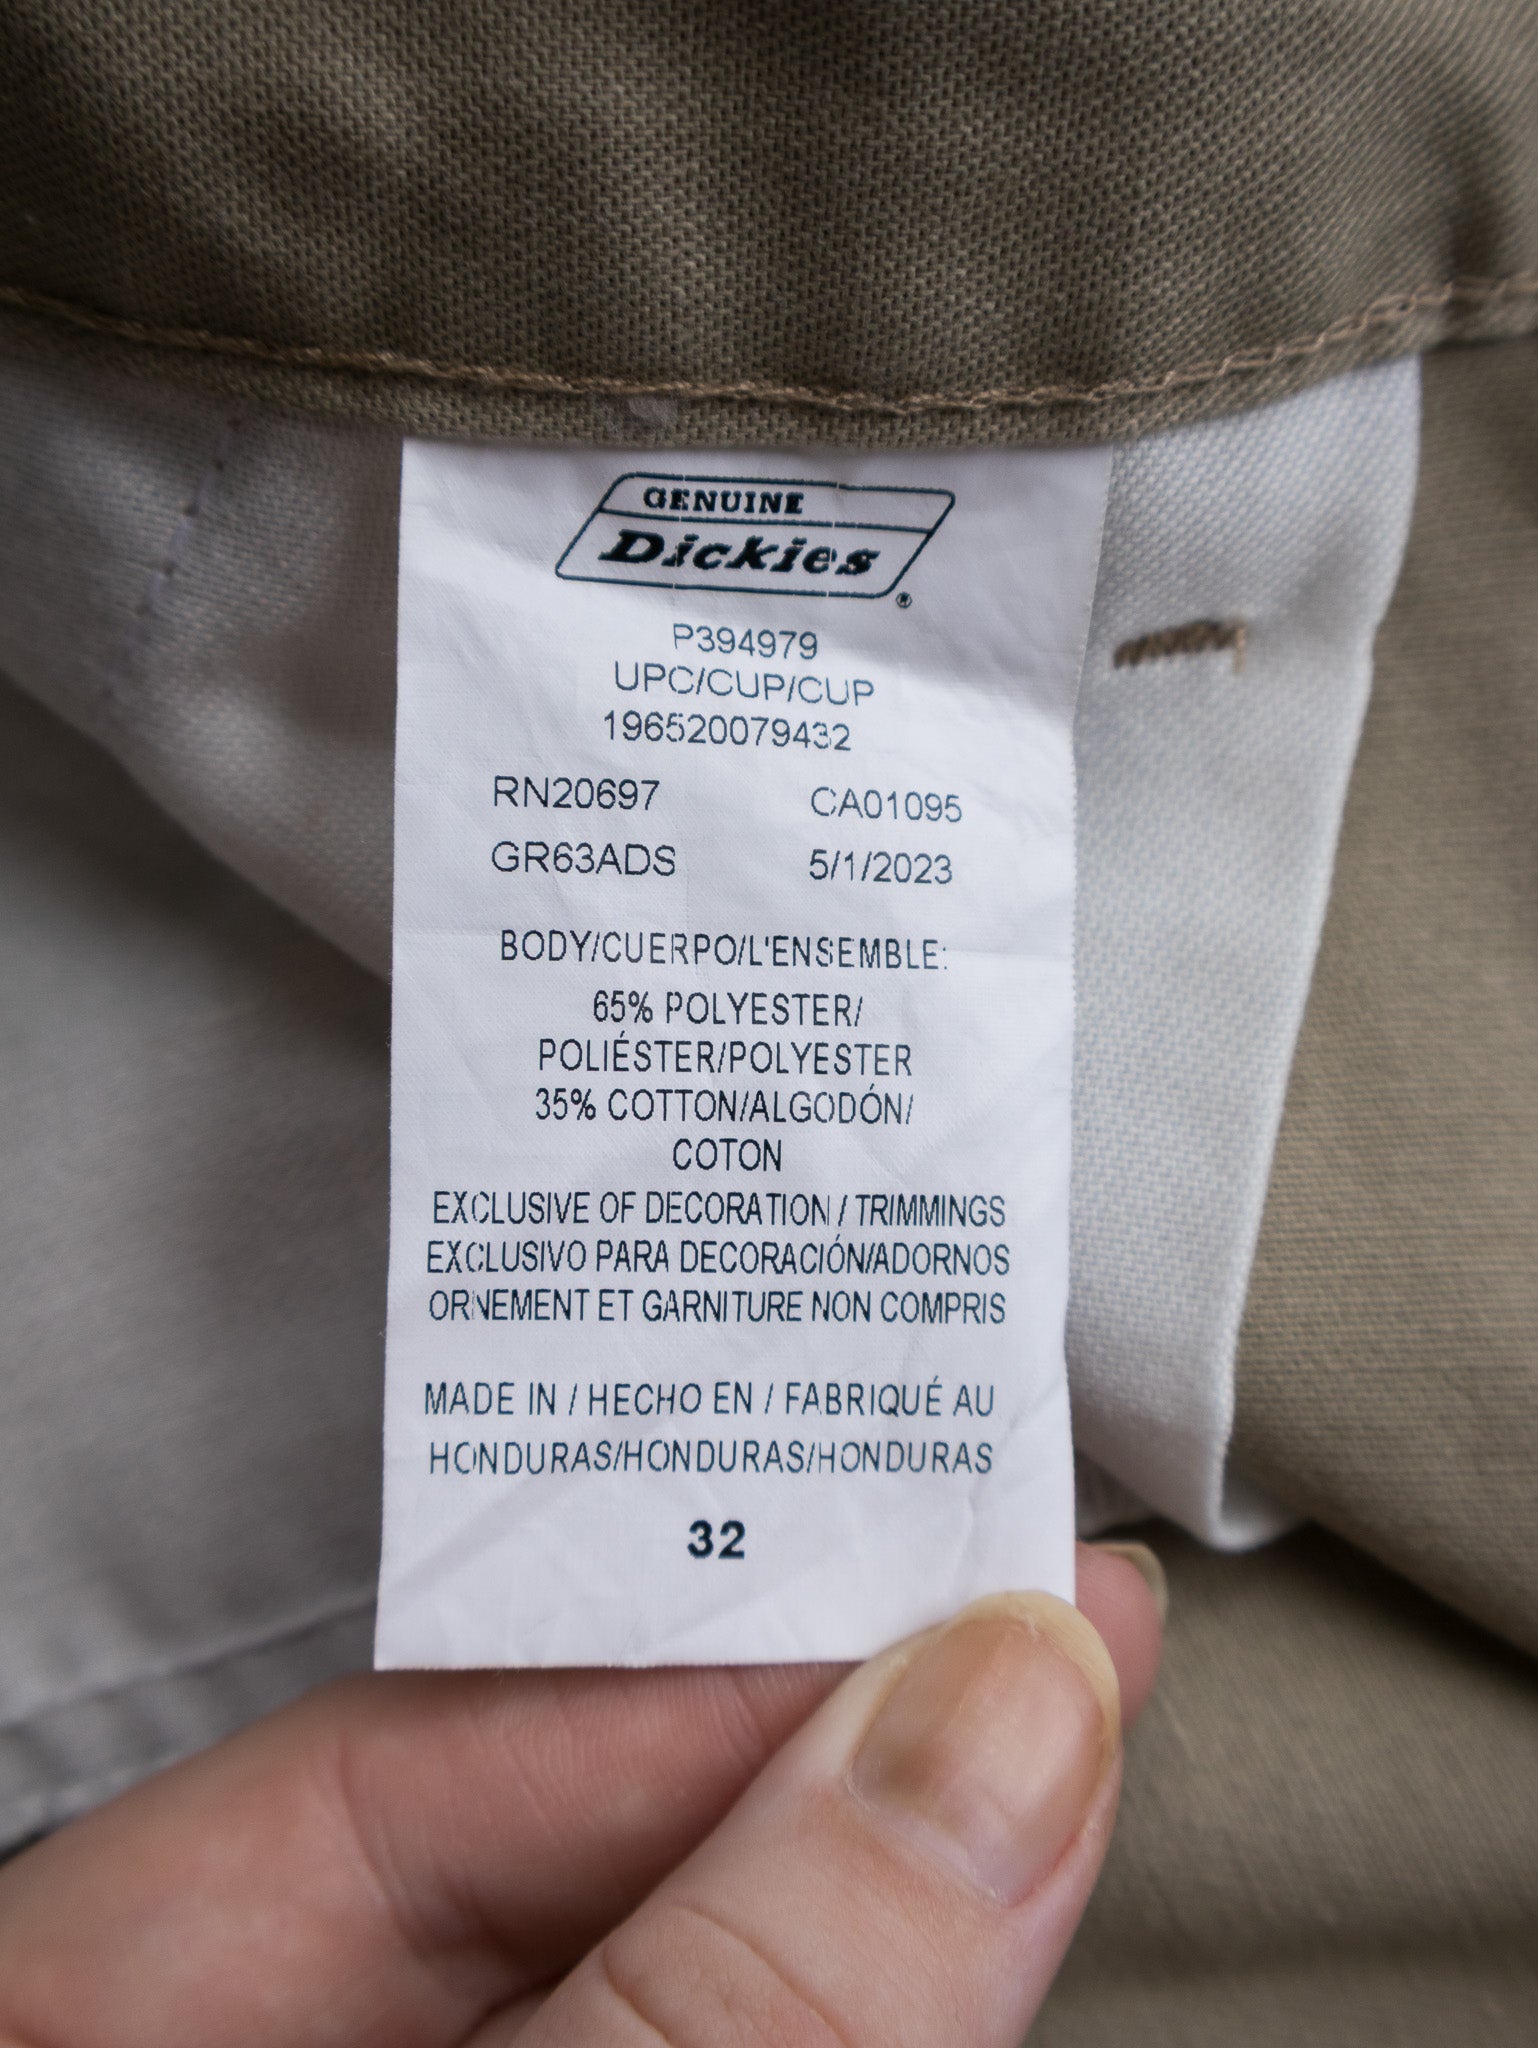 GENUINE
Dickies®
P394979
UPC/CUP/CUP
196520079432
RN20697 CA01095
GR63ADS 5/1/2023
BODY/CUERPO/L'ENSEMBLE:
65% POLYESTER/
POLIÉSTER/POLYESTER
35% COTTON/ALGODÓN/
COTON
EXCLUSIVE OF DECORATION / TRIMMINGS
EXCLUSIVO PARA DECORACIÓN/ADORNOS
ORNEMENT ET GARNITURE NON COMPRIS
MADE IN / HECHO EN / FABRIQUÉ AU
HONDURAS/HONDURAS/HONDURAS
32